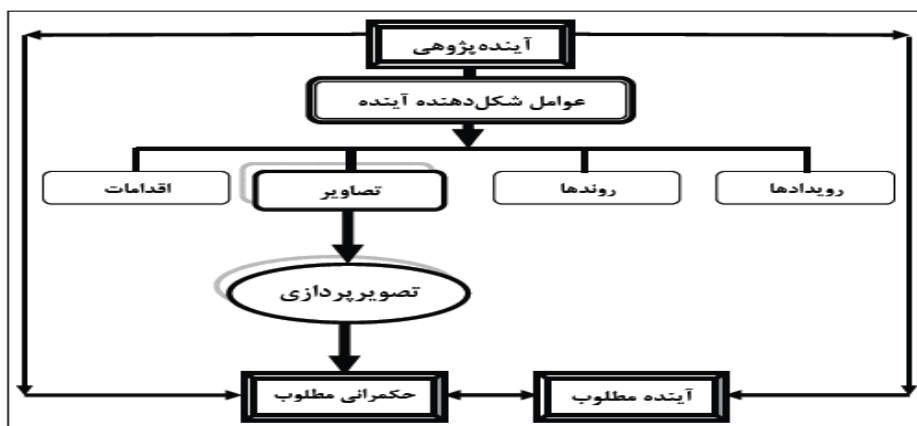 آینده‌پژوهی
عوامل شکل‌دهنده آینده
رویدادها
روندها
تصاویر
اقدامات
تصویرپردازی
آینده مطلوب
حکمرانی مطلوب